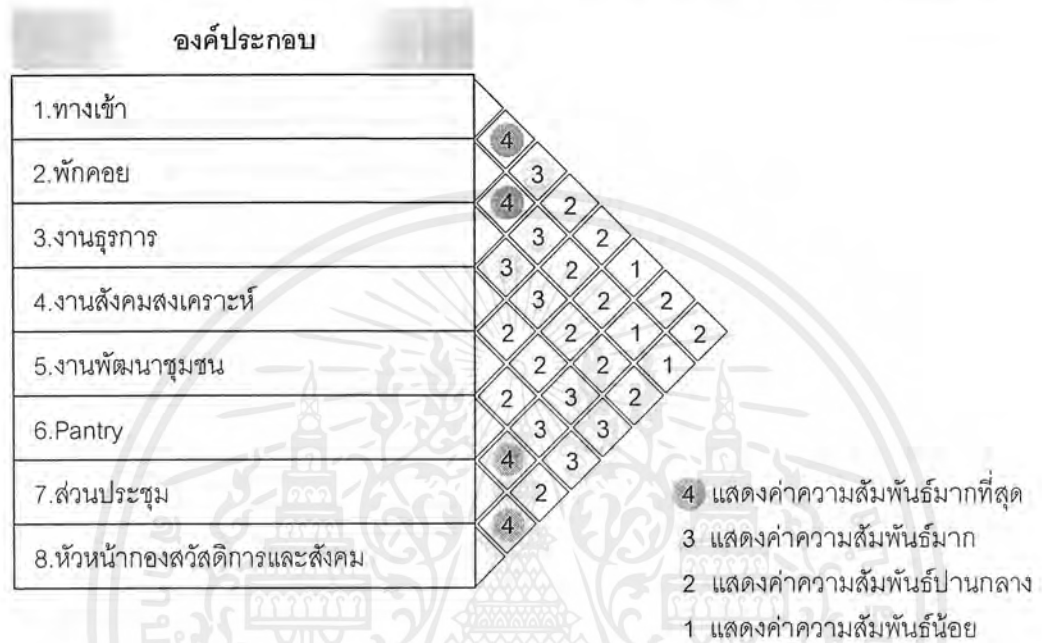 องค์ประกอบ
1.ทางเข้า
4
2.พักคอย 3
4 2
3.งานธุรการ 3 2
3 2 1
4.งานสังคมสงเคราะห์ 3 2 2
2 2 1 2
5.งานพัฒนาชุมชน 2 2 1
2 3 2
6.Pantry 3 3
4 3
7.ส่วนประชุม 2
4
8.หัวหน้ากองสวัสดิการและสังคม
4 แสดงค่าความสัมพันธ์มากที่สุด
3 แสดงค่าความสัมพันธ์มาก
2 แสดงค่าความสัมพันธ์ปานกลาง
1 แสดงค่าความสัมพันธ์น้อย